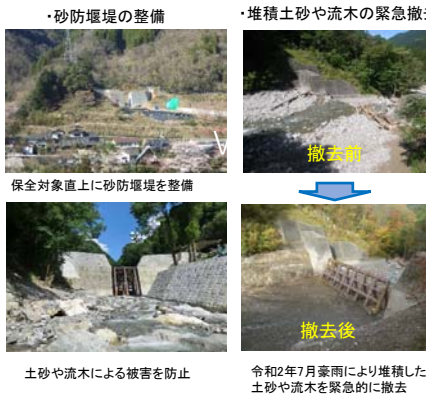 ・砂防堰堤の整備
・堆積土砂や流木の緊急撤
撤去前
保全対象直上に砂防堰堤を整備
撤去後
土砂や流木による被害を防止
令和2年7月豪雨により堆積した
土砂や流木を緊急的に撤去